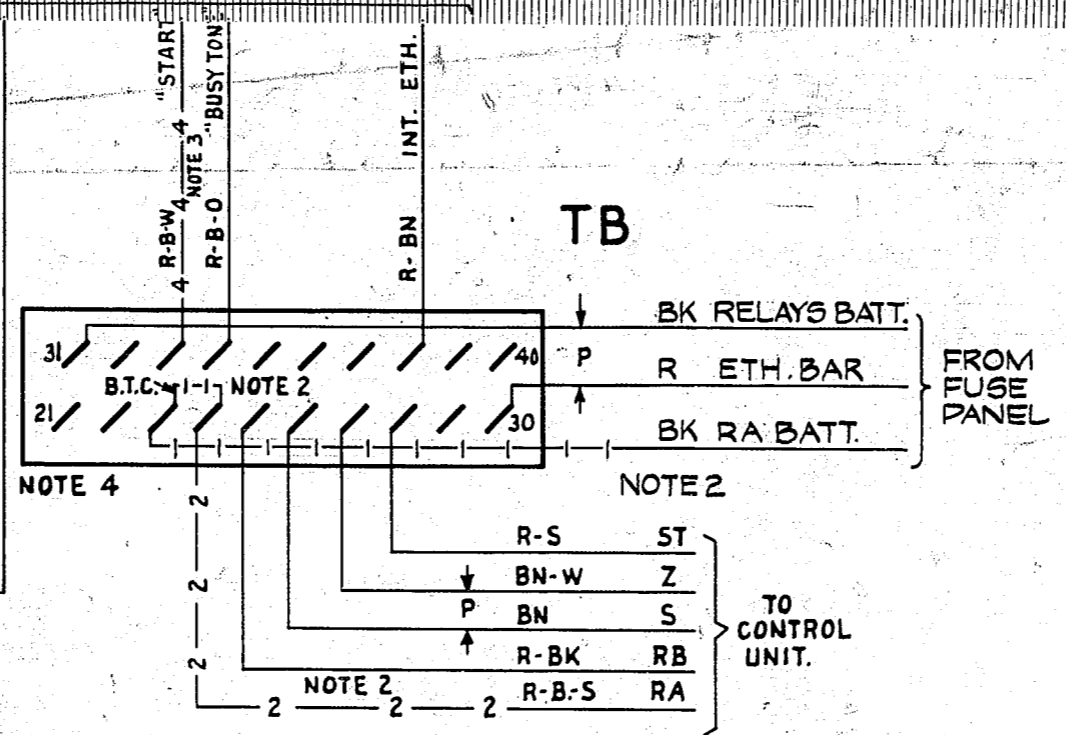 "START"
4 R-B-W 4 4
NOTE 3
R-B-O "BUSY TON
R-BN INT. ETH.
TB
BK RELAYS BATT.
31
40
P
R ETH. BAR
FROM
FUSE
PANEL
B.T.C. 1-1 NOTE 2
21
30
BK RA BATT.
NOTE 4
NOTE 2
2
2
2
R-S ST
BN-W Z
P
BN S
TO
CONTROL
UNIT.
R-BK RB
NOTE 2
R-B-S RA
2 2 2